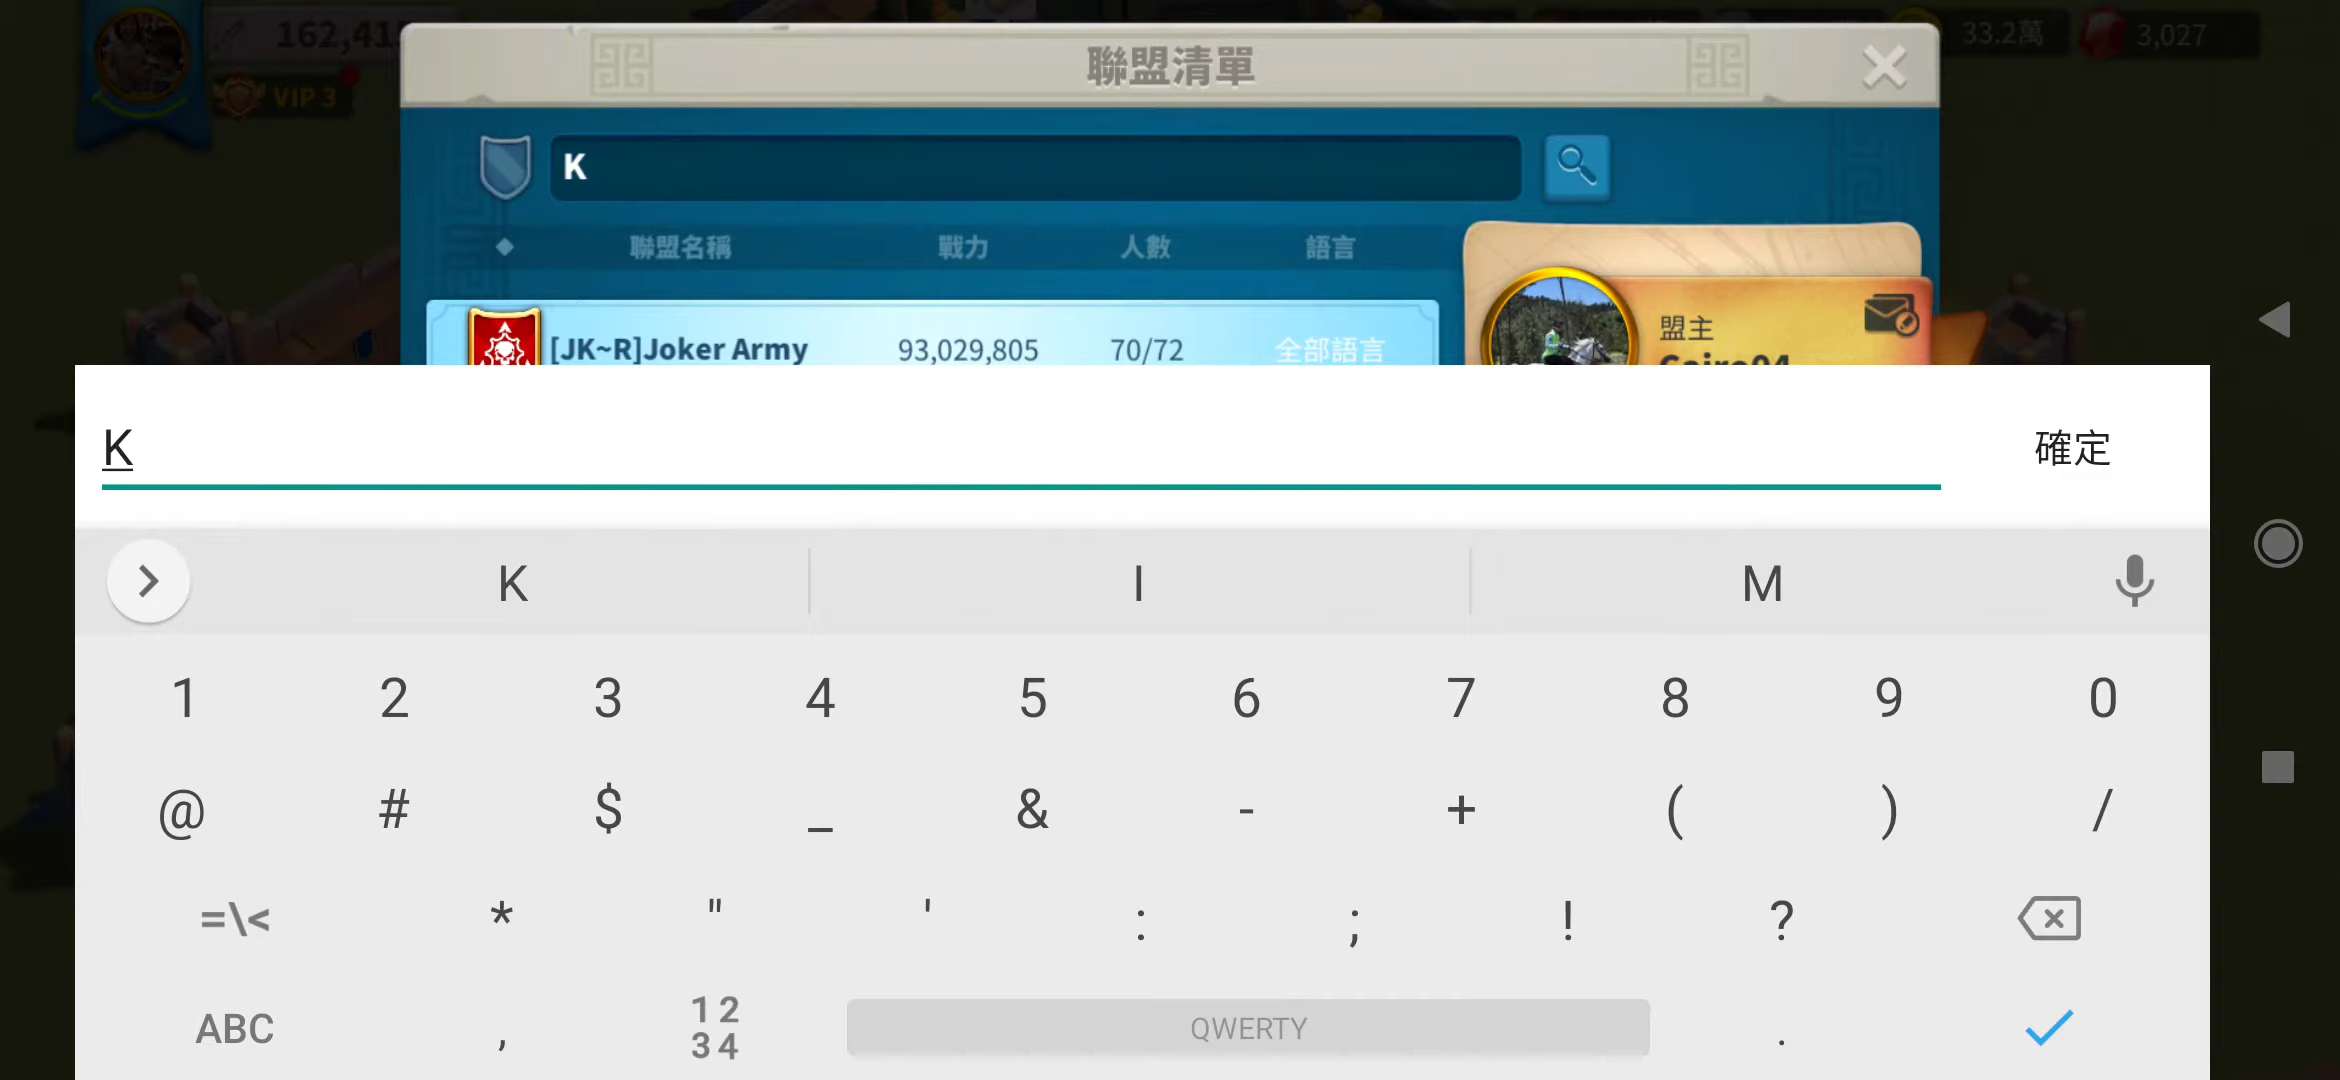 162,41
VIP 3
聯盟清單
33.2萬
3,027
K
聯盟名稱 戰力 人數 語言
[JK~R]Joker Army 93,029,805 70/72 全部語言
盟主
Cairo04
K 確定
K I M
1 2 3 4 5 6 7 8 9 0
@ # $ _ & - + ( ) /
=\< * " ' : ; ! ?
ABC , 12 34 QWERTY .